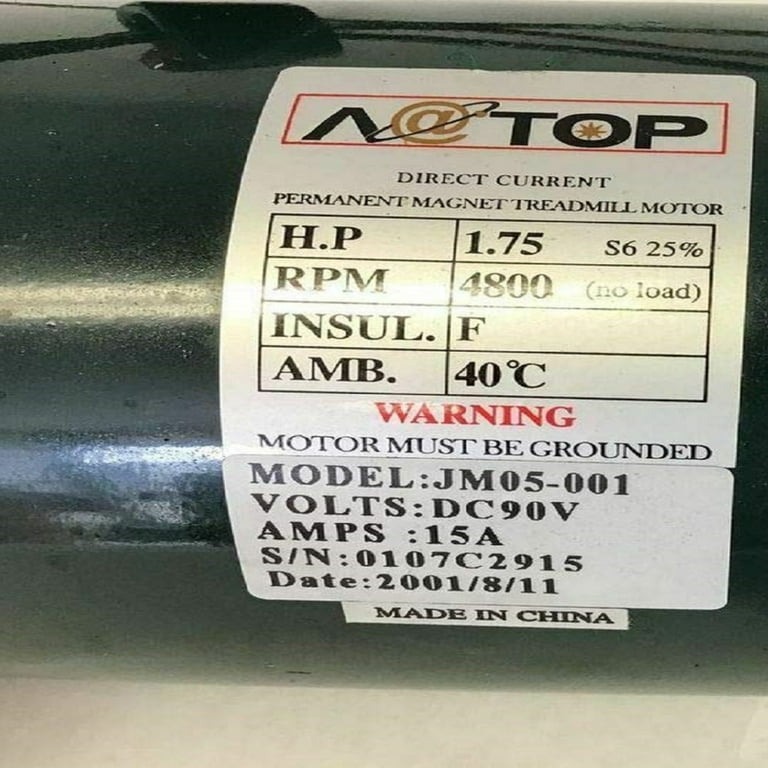 Λ@TOP
DIRECT CURRENT
PERMANENT MAGNET TREADMILL MOTOR
H.P 1.75 S6 25%
RPM 4800 (no load)
INSUL. F
AMB. 40°C
WARNING
MOTOR MUST BE GROUNDED
MODEL:JM05-001
VOLTS:DC90V
AMPS :15A
S/N:0107C2915
Date:2001/8/11
MADE IN CHINA